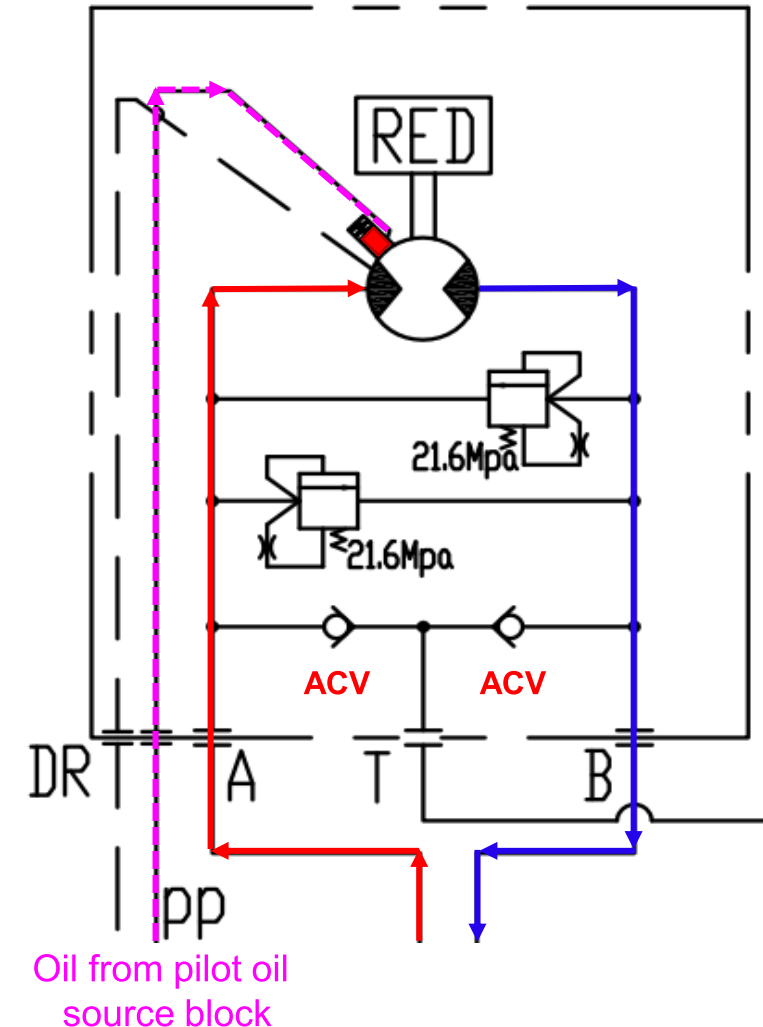 RED
21.6Mpa
21.6Mpa
ACV ACV
DR A T B
pp
Oil from pilot oil
source block